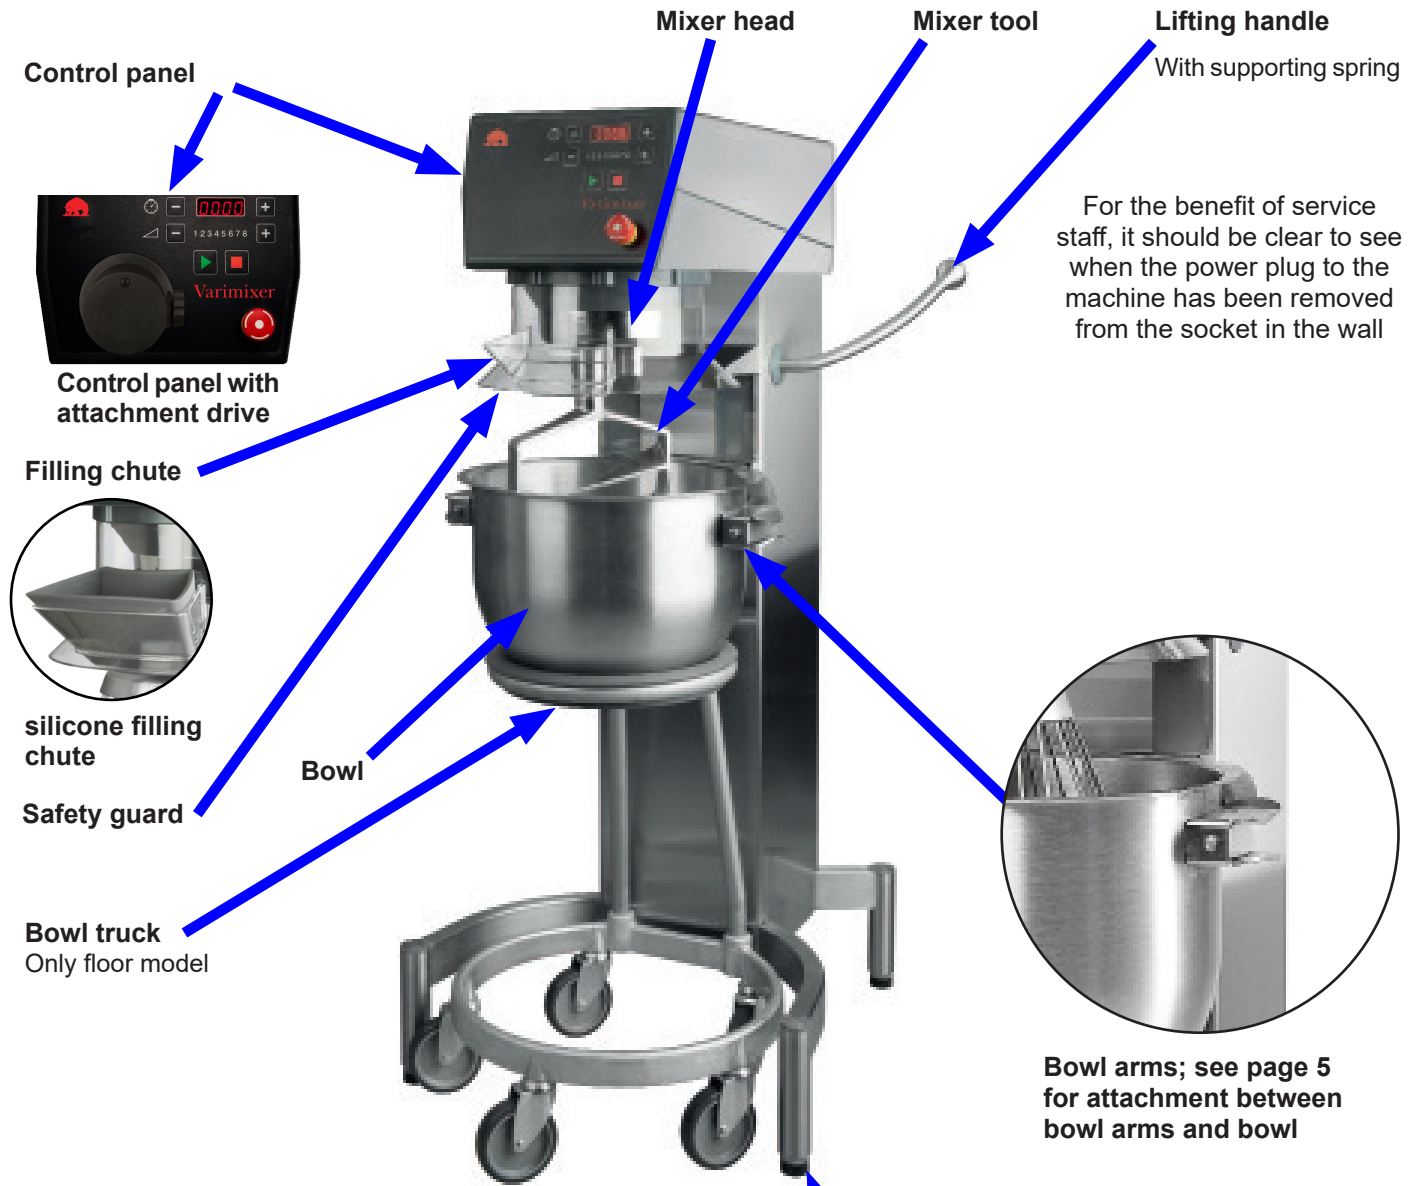 Mixer head
Mixer tool
Lifting handle
With supporting spring
Control panel
For the benefit of service
staff, it should be clear to see
when the power plug to the
machine has been removed
from the socket in the wall
0000
12345678
Varimixer
Control panel with
attachment drive
Varimixer
12345678
Filling chute
silicone filling
chute
Bowl
Safety guard
Bowl truck
Only floor model
Bowl arms; see page 5
for attachment between
bowl arms and bowl